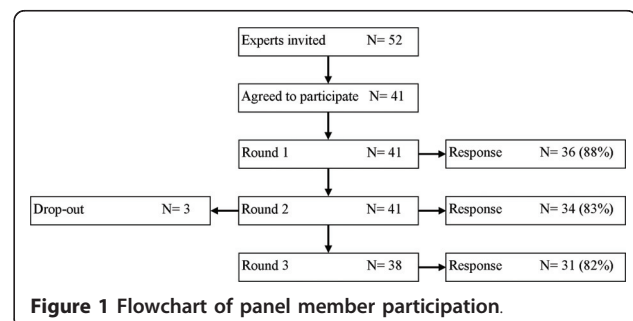 Experts invited N= 52
Agreed to participate N= 41
Round 1 N= 41 Response N= 36 (88%)
Drop-out N= 3 Round 2 N= 41 Response N= 34 (83%)
Round 3 N= 38 Response N= 31 (82%)
Figure 1 Flowchart of panel member participation.